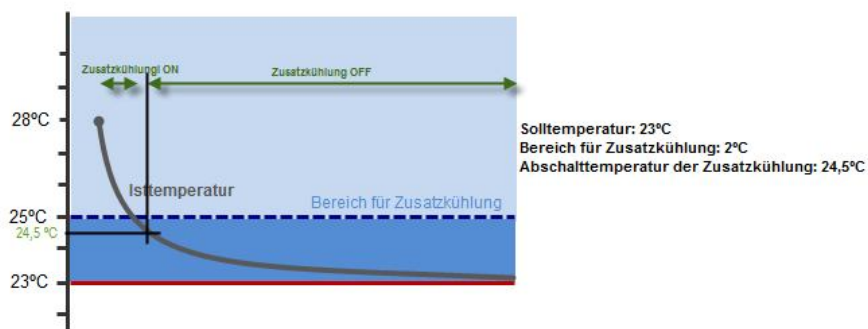 Zusatzkühlungl ON
Zusatzkühlung OFF
28ºC
Solltemperatur: 23ºC
Bereich für Zusatzkühlung: 2ºC
Abschalttemperatur der Zusatzkühlung: 24,5ºC
Isttemperatur
Bereich für Zusatzkühlung
25ºC
24,5 ºC
23ºC